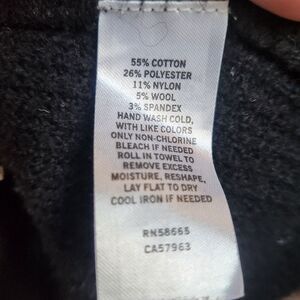 55% COTTON
26% POLYESTER
11% NYLON
5% WOOL
3% SPANDEX
HAND WASH COLD,
WITH LIKE COLORS
ONLY NON-CHLORINE
BLEACH IF NEEDED
ROLL IN TOWEL TO
REMOVE EXCESS
MOISTURE, RESHAPE,
LAY FLAT TO DRY
COOL IRON IF NEEDED
RN58665
CA57963